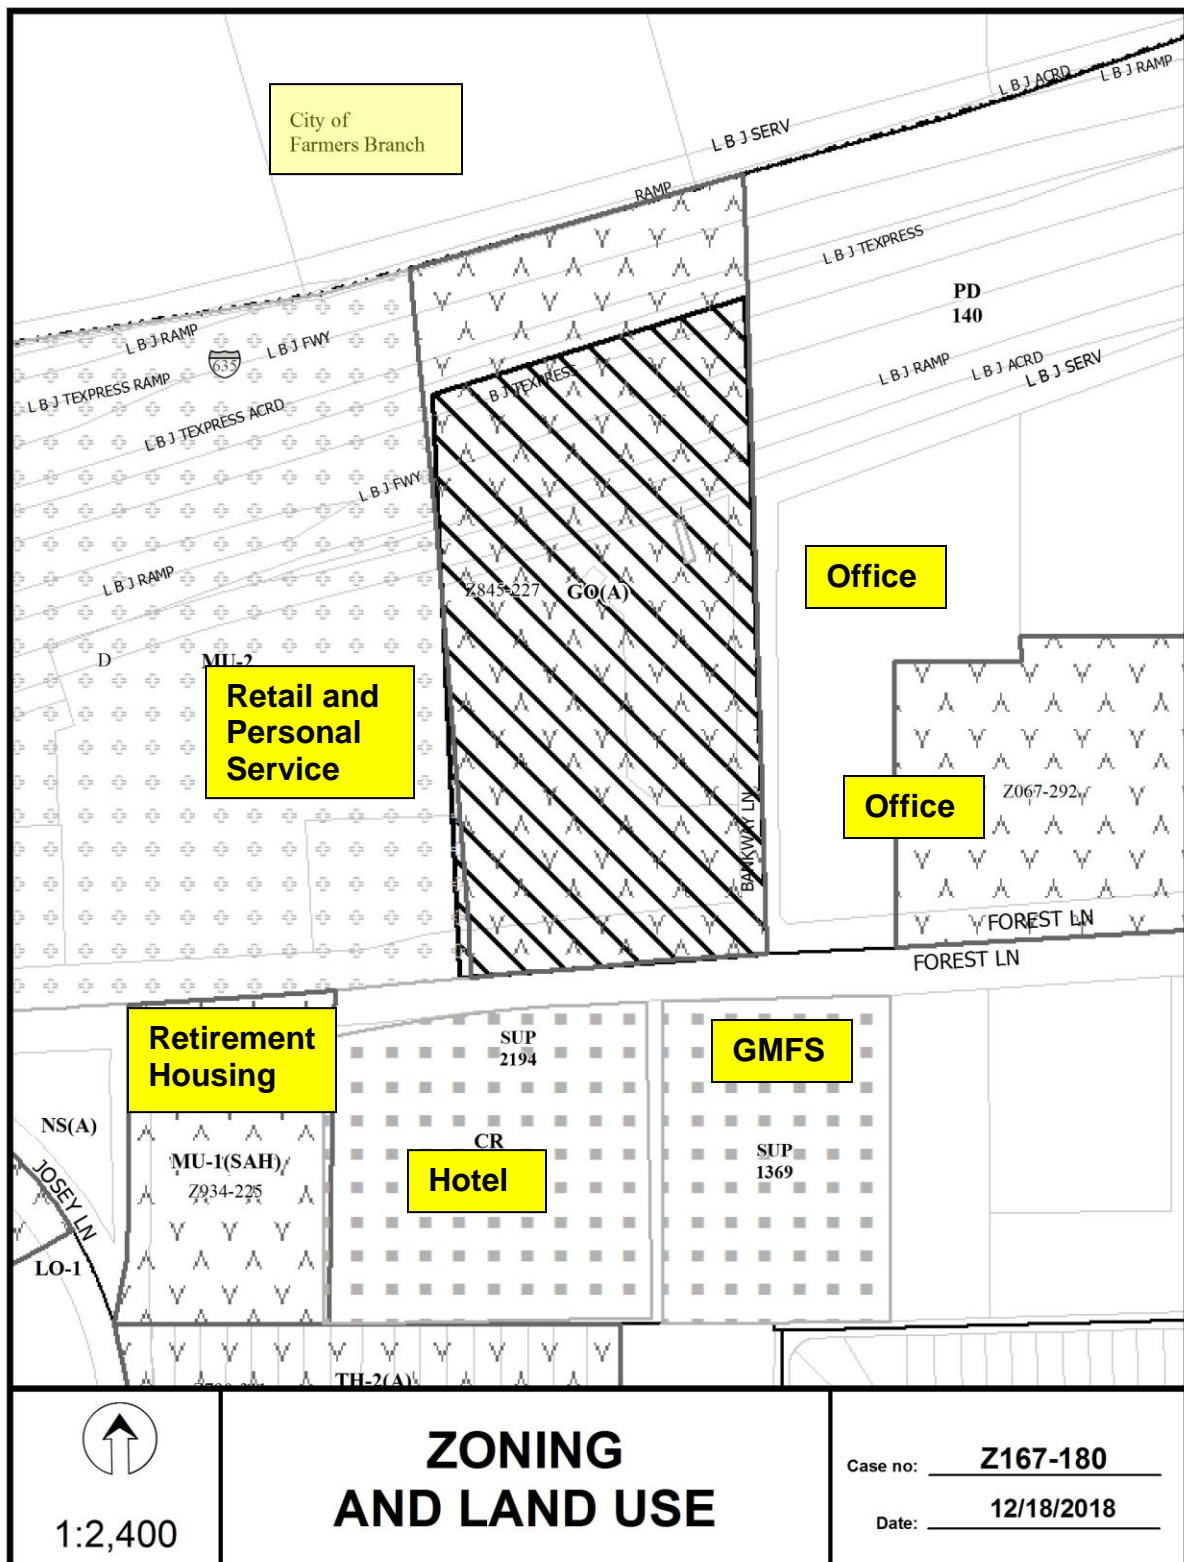 City of
Farmers Branch
L B J SERV
L B J ACRD
L B J RAMP
RAMP
L B J TEXPRESS
PD
140
L B J RAMP
635
L B J FWY
L B J TEXPRESS RAMP
L B J TEXPRESS ACRD
L B J FWY
B J TEXPRESS
L B J RAMP
L B J ACRD
L B J SERV
L B J RAMP
Z845-227
GO(A)
Office
D
MU-2
Retail and
Personal
Service
Office
Z067-292
BANKWAY LN
FOREST LN
FOREST LN
Retirement
Housing
SUP
2194
GMFS
NS(A)
JOSEY LN
MU-1(SAH)
Z934-225
CR
Hotel
SUP
1369
LO-1
TH-2(A)
1:2,400
ZONING
AND LAND USE
Case no: Z167-180
Date: 12/18/2018